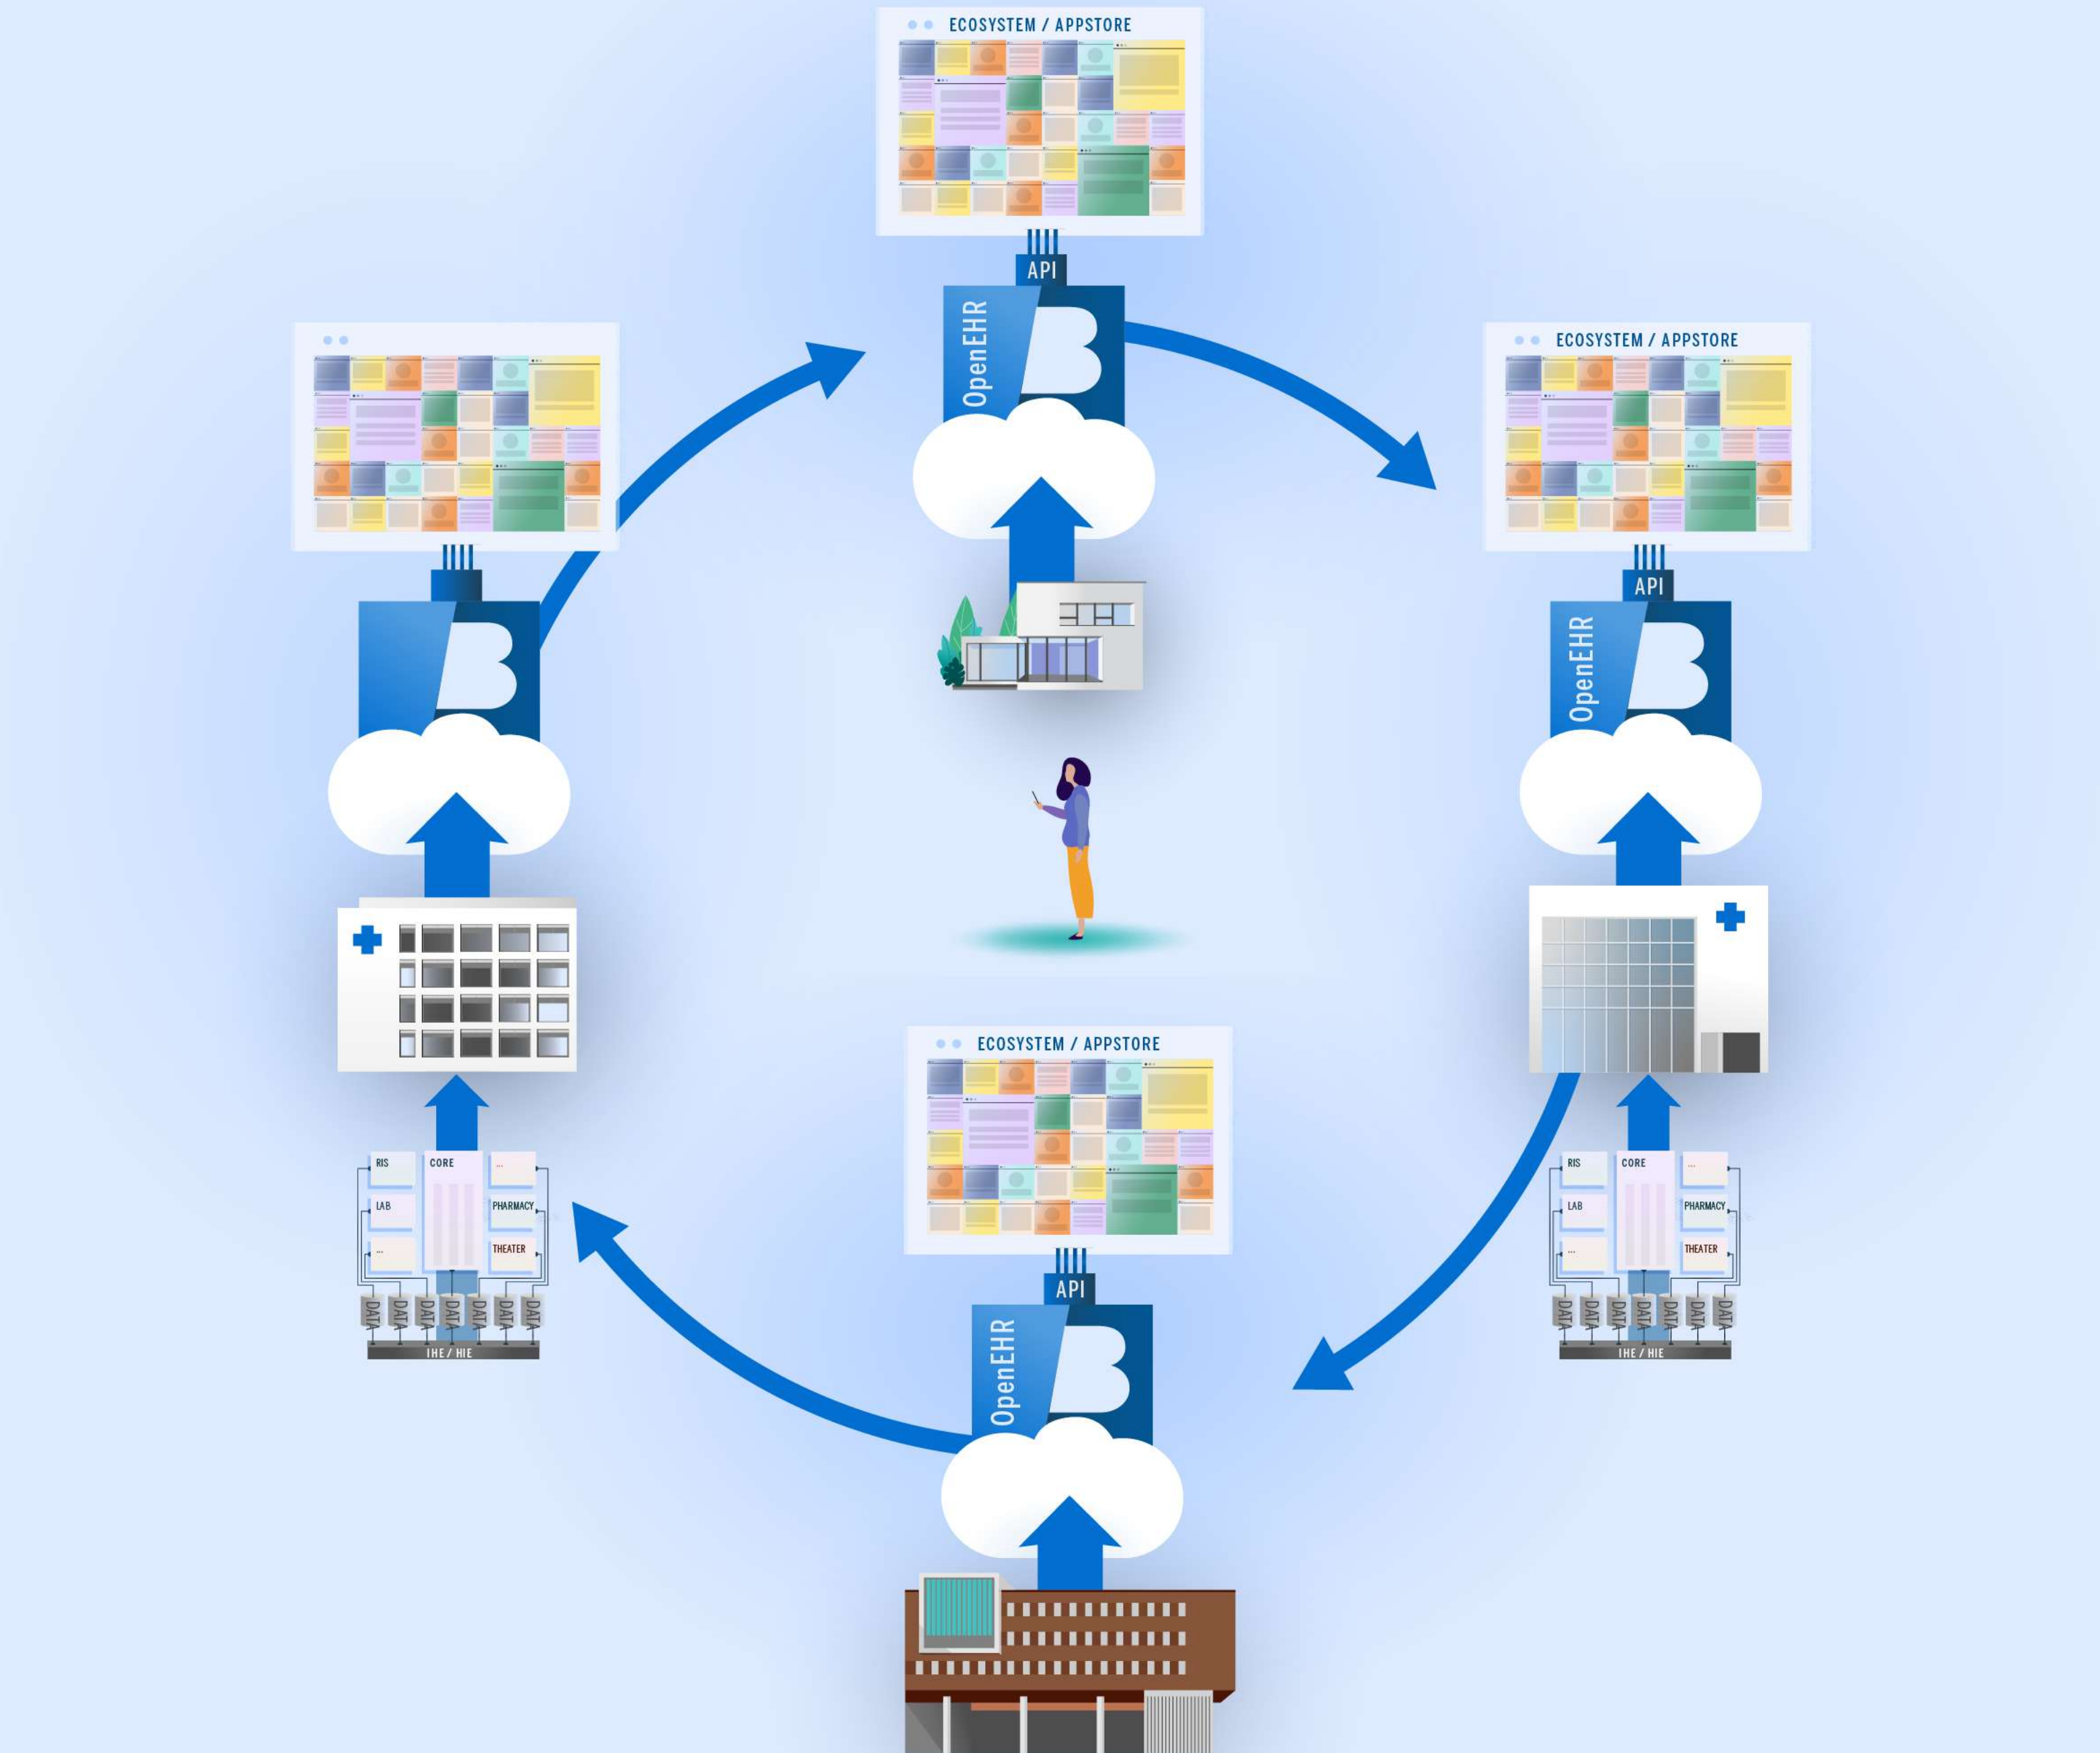 ECOSYSTEM / APPSTORE
API
OpenEHR
B
B
RIS
CORE
...
LAB
PHARMACY
...
THEATER
DATA
DATA
DATA
DATA
DATA
DATA
DATA
IHE / HIE
ECOSYSTEM / APPSTORE
API
OpenEHR
B
RIS
CORE
...
LAB
PHARMACY
...
THEATER
DATA
DATA
DATA
DATA
DATA
DATA
DATA
IHE / HIE
ECOSYSTEM / APPSTORE
API
OpenEHR
B